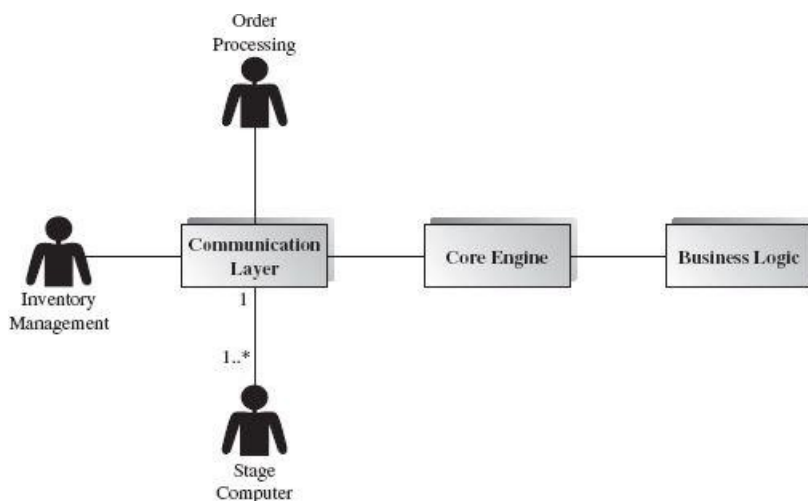 Order
Processing
Communication
Layer
Core Engine
Business Logic
Inventory
Management
1
1..*
Stage
Computer